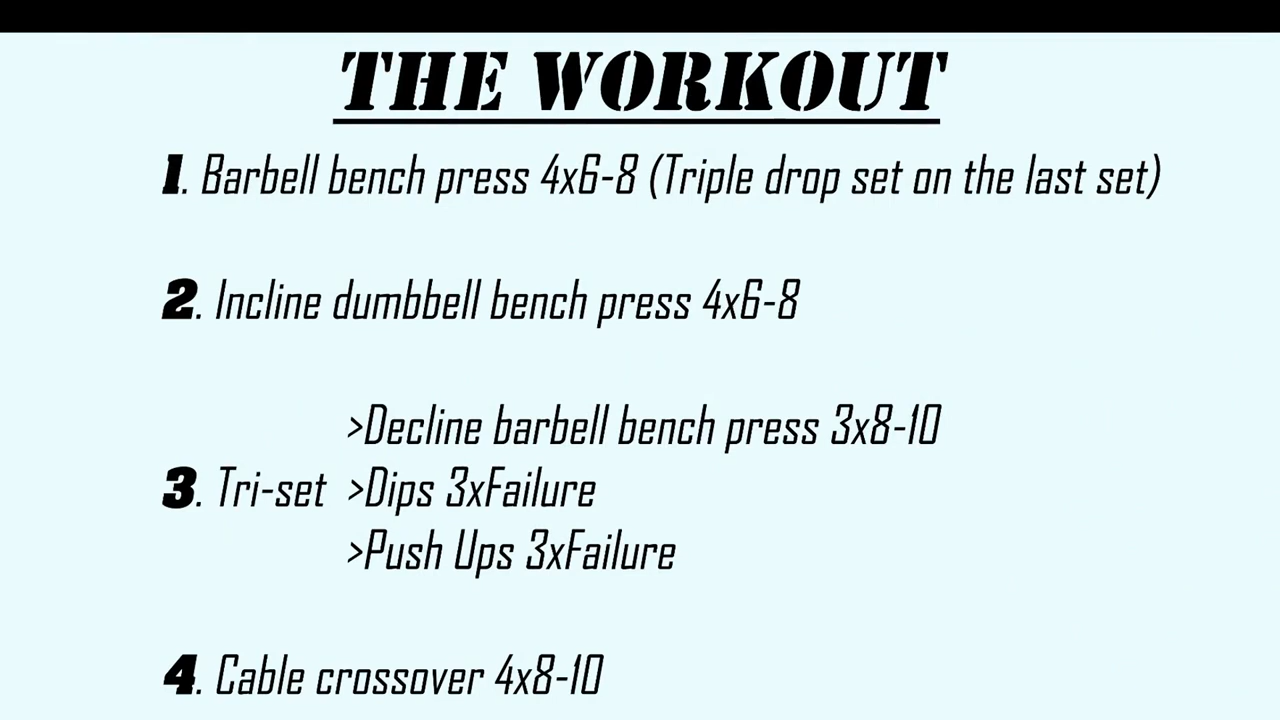 THE WORKOUT
1. Barbell bench press 4x6-8 (Triple drop set on the last set)
2. Incline dumbbell bench press 4x6-8
>Decline barbell bench press 3x8-10
3. Tri-set >Dips 3xFailure
>Push Ups 3xFailure
4. Cable crossover 4x8-10